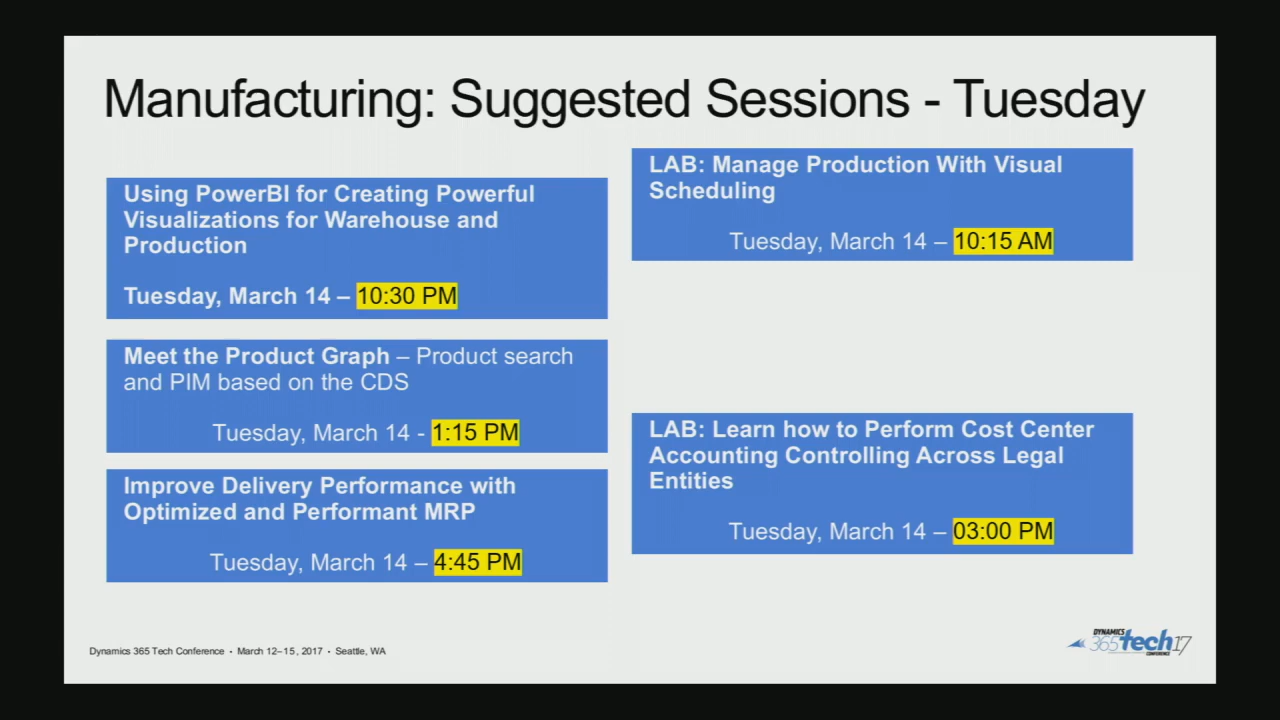 Manufacturing: Suggested Sessions - Tuesday
Using PowerBI for Creating Powerful
Visualizations for Warehouse and
Production
Tuesday, March 14 – 10:30 PM
Meet the Product Graph – Product search
and PIM based on the CDS
Tuesday, March 14 - 1:15 PM
Improve Delivery Performance with
Optimized and Performant MRP
Tuesday, March 14 – 4:45 PM
LAB: Manage Production With Visual
Scheduling
Tuesday, March 14 – 10:15 AM
LAB: Learn how to Perform Cost Center
Accounting Controlling Across Legal
Entities
Tuesday, March 14 – 03:00 PM
Dynamics 365 Tech Conference • March 12–15, 2017 • Seattle, WA
DYNAMICS
365tech17
CONFERENCE